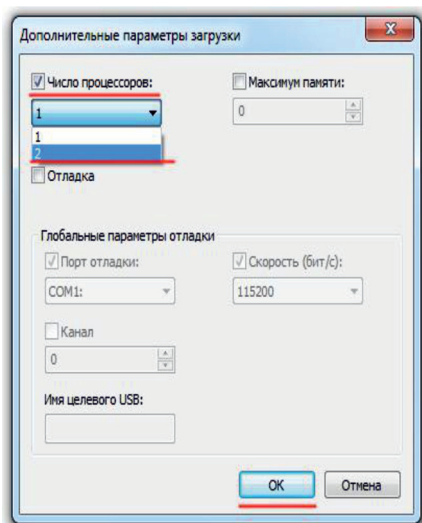 Дополнительные параметры загрузки
Число процессоров:
Максимум памяти:
1
0
1
2
Отладка
Глобальные параметры отладки
Порт отладки:
Скорость (бит/с):
COM1:
115200
Канал
0
Имя целевого USB:
ОК
Отмена